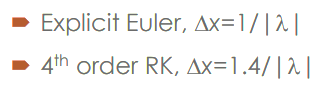 Explicit Euler, Δx=1/|λ|
4th order RK, Δx=1.4/|λ|